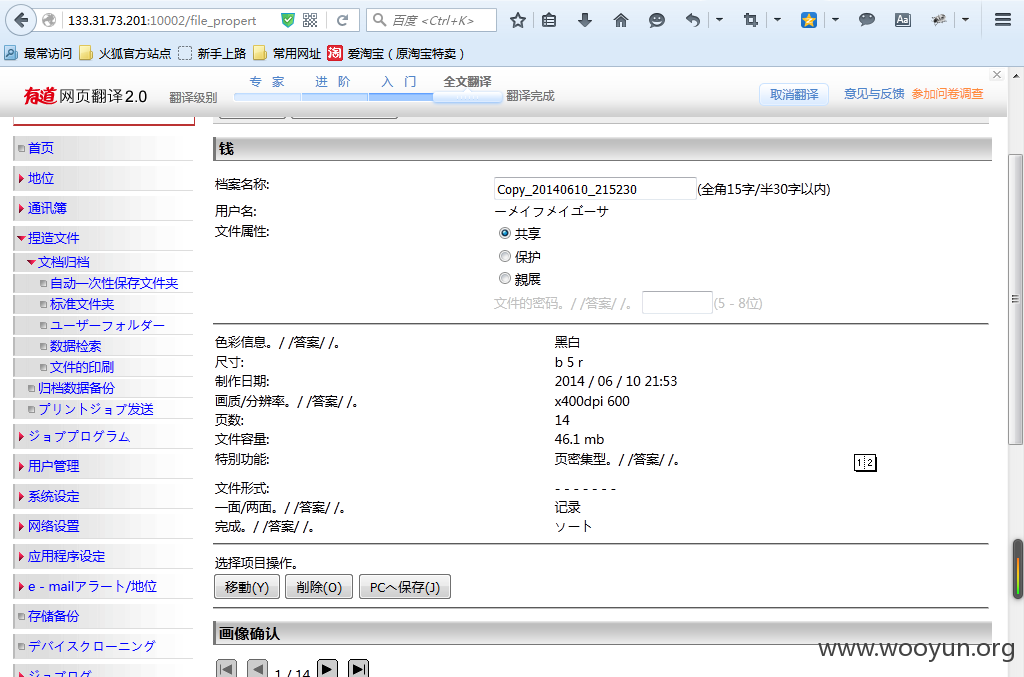 133.31.73.201:10002/file_propert
百度 <Ctrl+K>
最常访问 火狐官方站点 新手上路 常用网址 淘 爱淘宝（原淘宝特卖）
有道 网页翻译2.0 翻译级别 专 家 进 阶 入 门 全文翻译 翻译完成 取消翻译 意见与反馈 参加问卷调查
首页
地位
通讯簿
捏造文件
文档归档
自动一次性保存文件夹
标准文件夹
ユーザーフォルダー
数据检索
文件的印刷
归档数据备份
プリントジョブ发送
ジョブプログラム
用户管理
系统设定
网络设置
应用程序设定
e - mailアラート/地位
存储备份
デバイスクローニング
ジョブログ
钱
档案名称: Copy_20140610_215230 (全角15字/半30字以内)
用户名: ーメイフメイゴーサ
文件属性: 共享
保护
親展
文件的密码。/ /答案/ /。 (5 - 8位)
色彩信息。/ /答案/ /。 黑白
尺寸: b 5 r
制作日期: 2014 / 06 / 10 21:53
画质/分辨率。/ /答案/ /。 x400dpi 600
页数: 14
文件容量: 46.1 mb
特别功能: 页密集型。/ /答案/ /。
1 2
文件形式: - - - - - - -
一面/两面。/ /答案/ /。 记录
完成。/ /答案/ /。 ソート
选择项目操作。
移動(Y) 削除(O) PCへ保存(J)
画像确认
1 / 14
www.wooyun.org